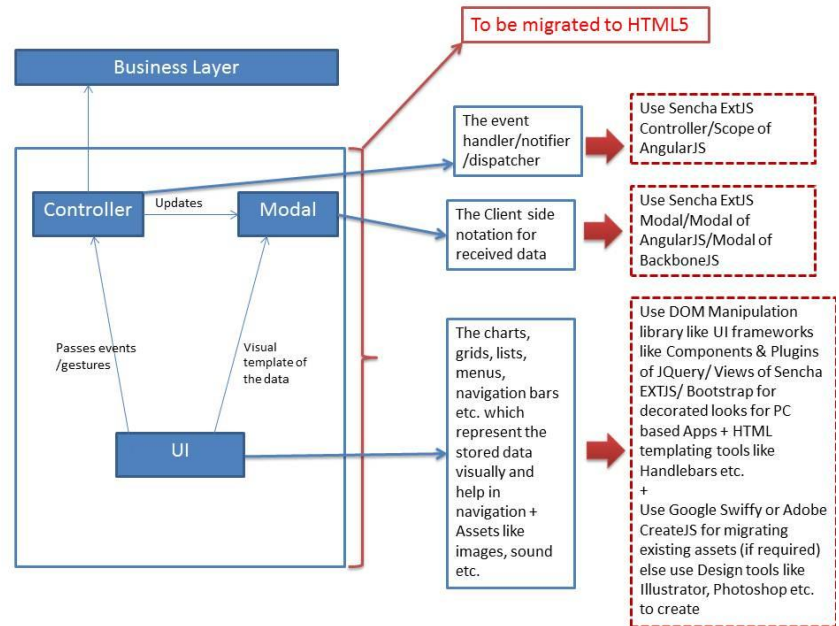 To be migrated to HTML5
Business Layer
Controller
Updates
Modal
Passes events
/gestures
Visual
template of
the data
UI
The event
handler/notifier
/dispatcher
Use Sencha ExtJS
Controller/Scope of
AngularJS
The Client side
notation for
received data
Use Sencha ExtJS
Modal/Modal of
AngularJS/Modal of
BackboneJS
The charts,
grids, lists,
menus,
navigation bars
etc. which
represent the
stored data
visually and
help in
navigation +
Assets like
images, sound
etc.
Use DOM Manipulation
library like UI frameworks
like Components & Plugins
of JQuery/ Views of Sencha
EXTJS/ Bootstrap for
decorated looks for PC
based Apps + HTML
templating tools like
Handlebars etc.
+
Use Google Swiffy or Adobe
CreateJS for migrating
existing assets (if required)
else use Design tools like
Illustrator, Photoshop etc.
to create